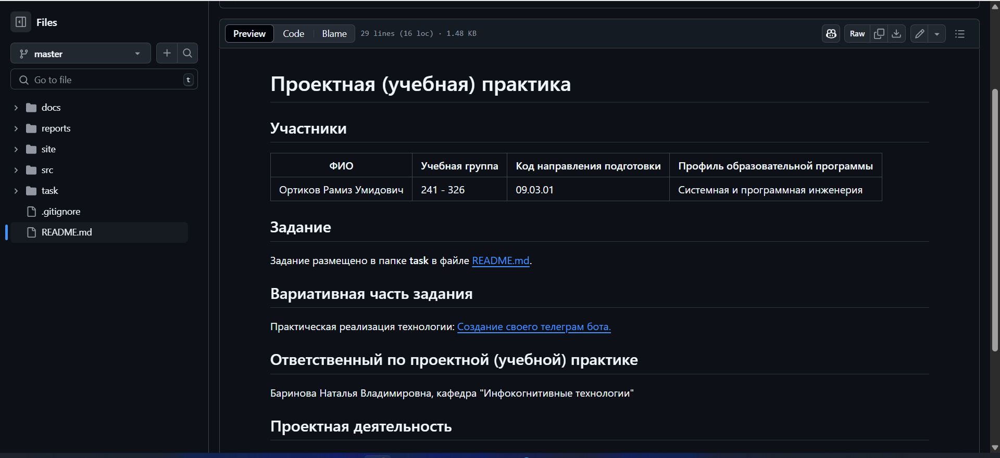 Files
master
Go to file
t
docs
reports
site
src
task
.gitignore
README.md
Preview
Code
Blame
29 lines (16 loc) · 1.48 KB
Raw
Проектная (учебная) практика
Участники
ФИО
Учебная группа
Код направления подготовки
Профиль образовательной программы
Ортиков Рамиз Умидович
241 - 326
09.03.01
Системная и программная инженерия
Задание
Задание размещено в папке task в файле README.md.
Вариативная часть задания
Практическая реализация технологии: Создание своего телеграм бота.
Ответственный по проектной (учебной) практике
Баринова Наталья Владимировна, кафедра "Инфокогнитивные технологии"
Проектная деятельность